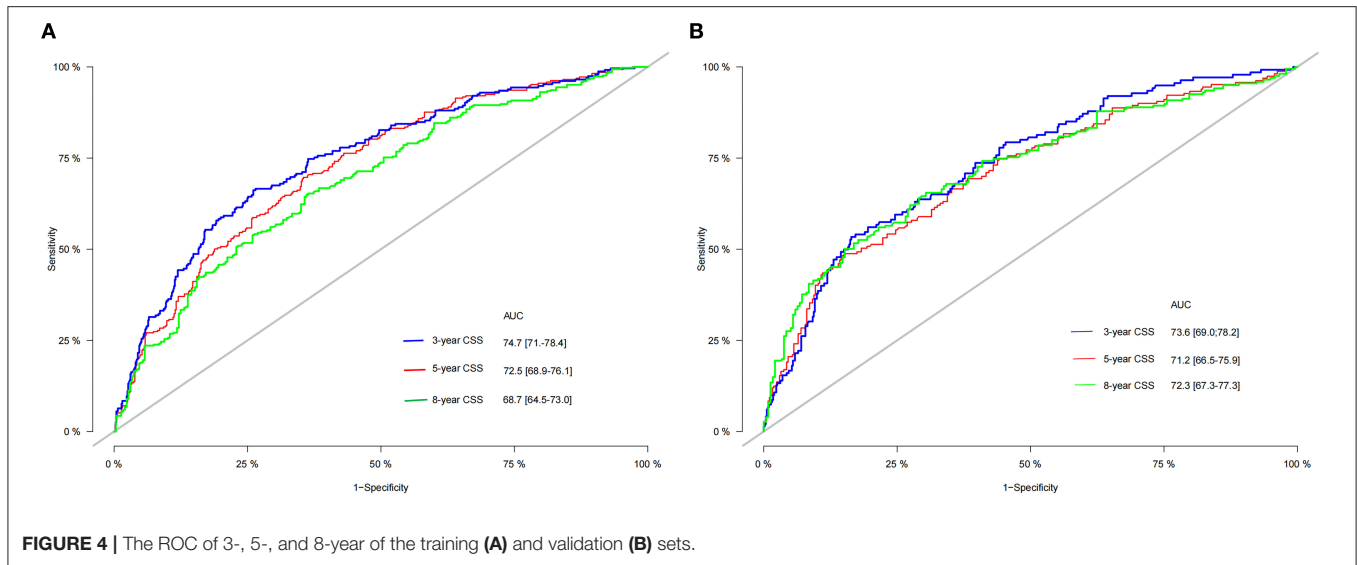 A
100 %
75 %
50 %
25 %
0 %
Sensitivity
AUC
3-year CSS 74.7 [71.-78.4]
5-year CSS 72.5 [68.9-76.1]
8-year CSS 68.7 [64.5-73.0]
0 % 25 % 50 % 75 % 100 %
1-Specificity
B
100 %
75 %
50 %
25 %
0 %
Sensitivity
AUC
3-year CSS 73.6 [69.0;78.2]
5-year CSS 71.2 [66.5-75.9]
8-year CSS 72.3 [67.3-77.3]
0 % 25 % 50 % 75 % 100 %
1-Specificity
FIGURE 4 | The ROC of 3-, 5-, and 8-year of the training (A) and validation (B) sets.